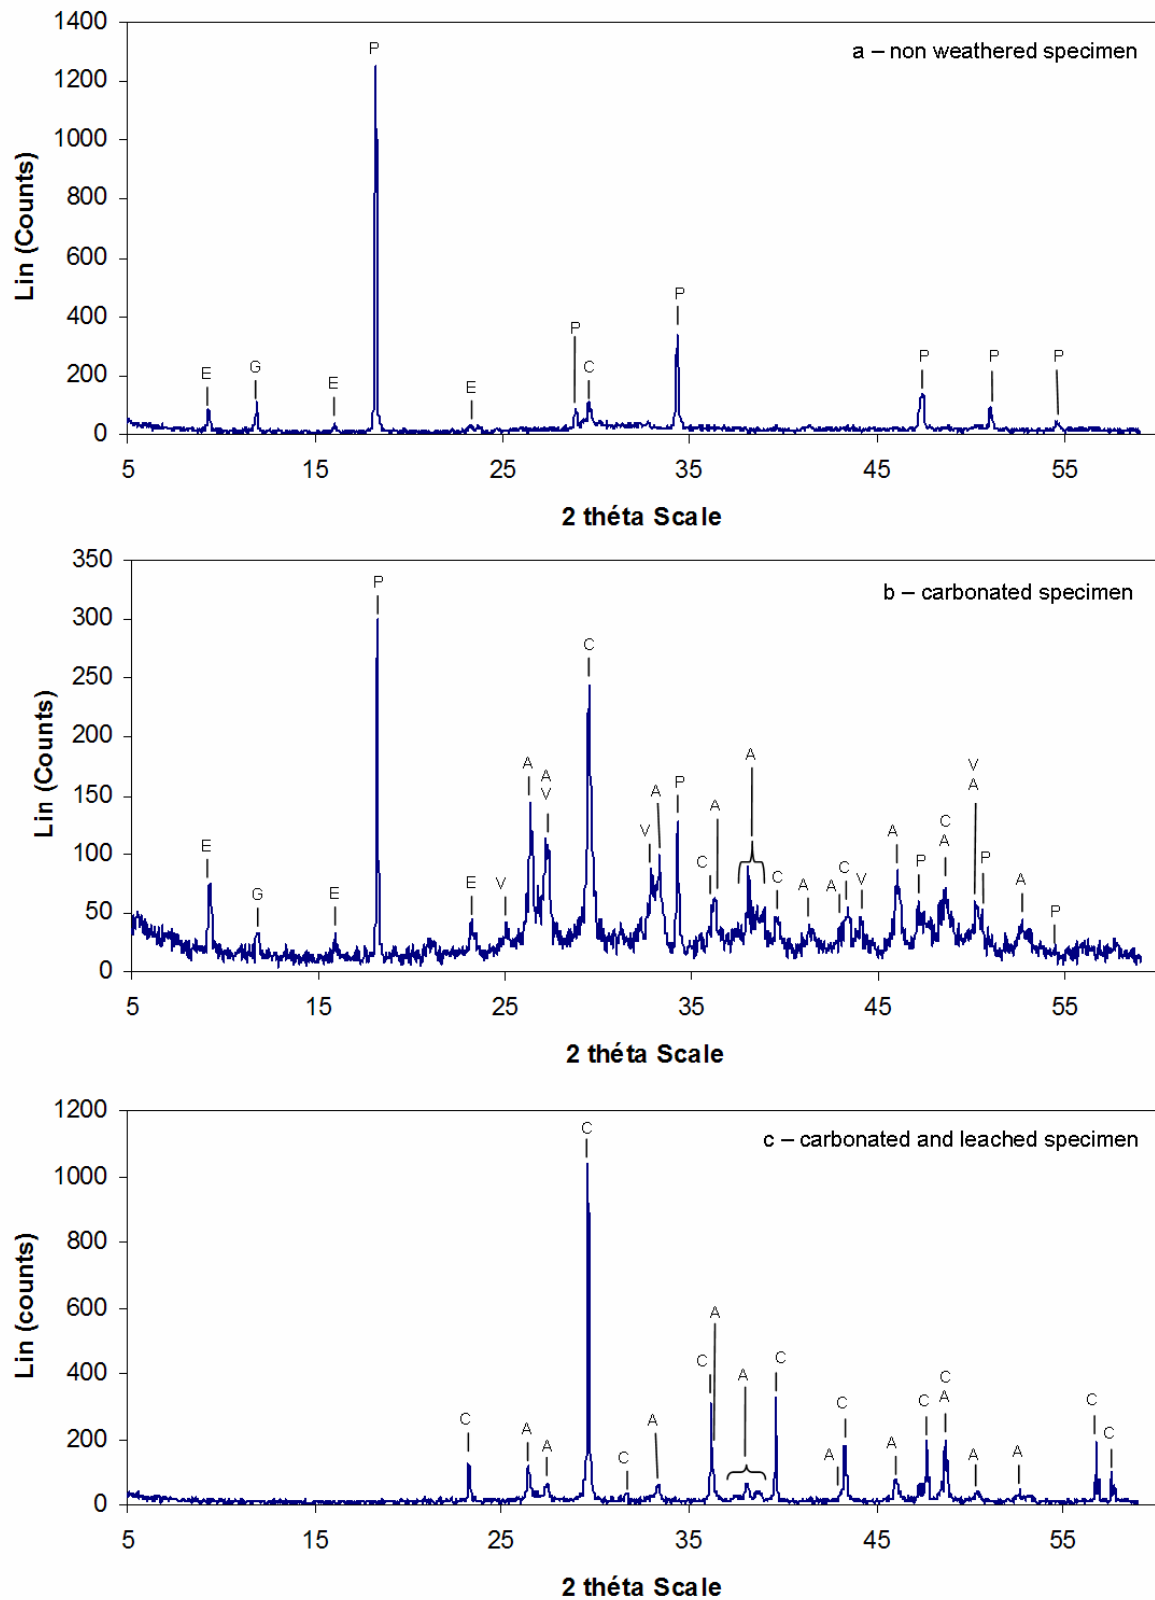 1400
a – non weathered specimen
P
1200
1000
Lin (Counts)
800
600
P
400
P
E G E E C P P P
200
0
5 15 25 35 45 55
2 théta Scale
350
P
b – carbonated specimen
300
C
250
Lin (Counts)
200
A A A V
V A P A A
150
E V C A C P
100
G E E V C A A C V P A P
50
0
5 15 25 35 45 55
2 théta Scale
1200
C
c – carbonated and leached specimen
1000
Lin (counts)
800
600
A
C C
400
A C
C A A A C C A C C
200
C A A A A
0
5 15 25 35 45 55
2 théta Scale